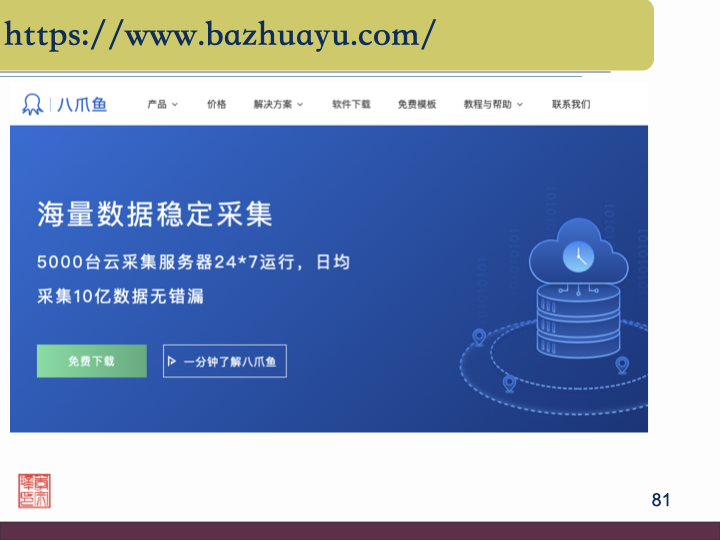 https://www.bazhuayu.com/
八爪鱼
产品
价格
解决方案
软件下载
免费模板
教程与帮助
联系我们
海量数据稳定采集
5000台云采集服务器24*7运行，日均
采集10亿数据无错漏
免费下载
一分钟了解八爪鱼
81